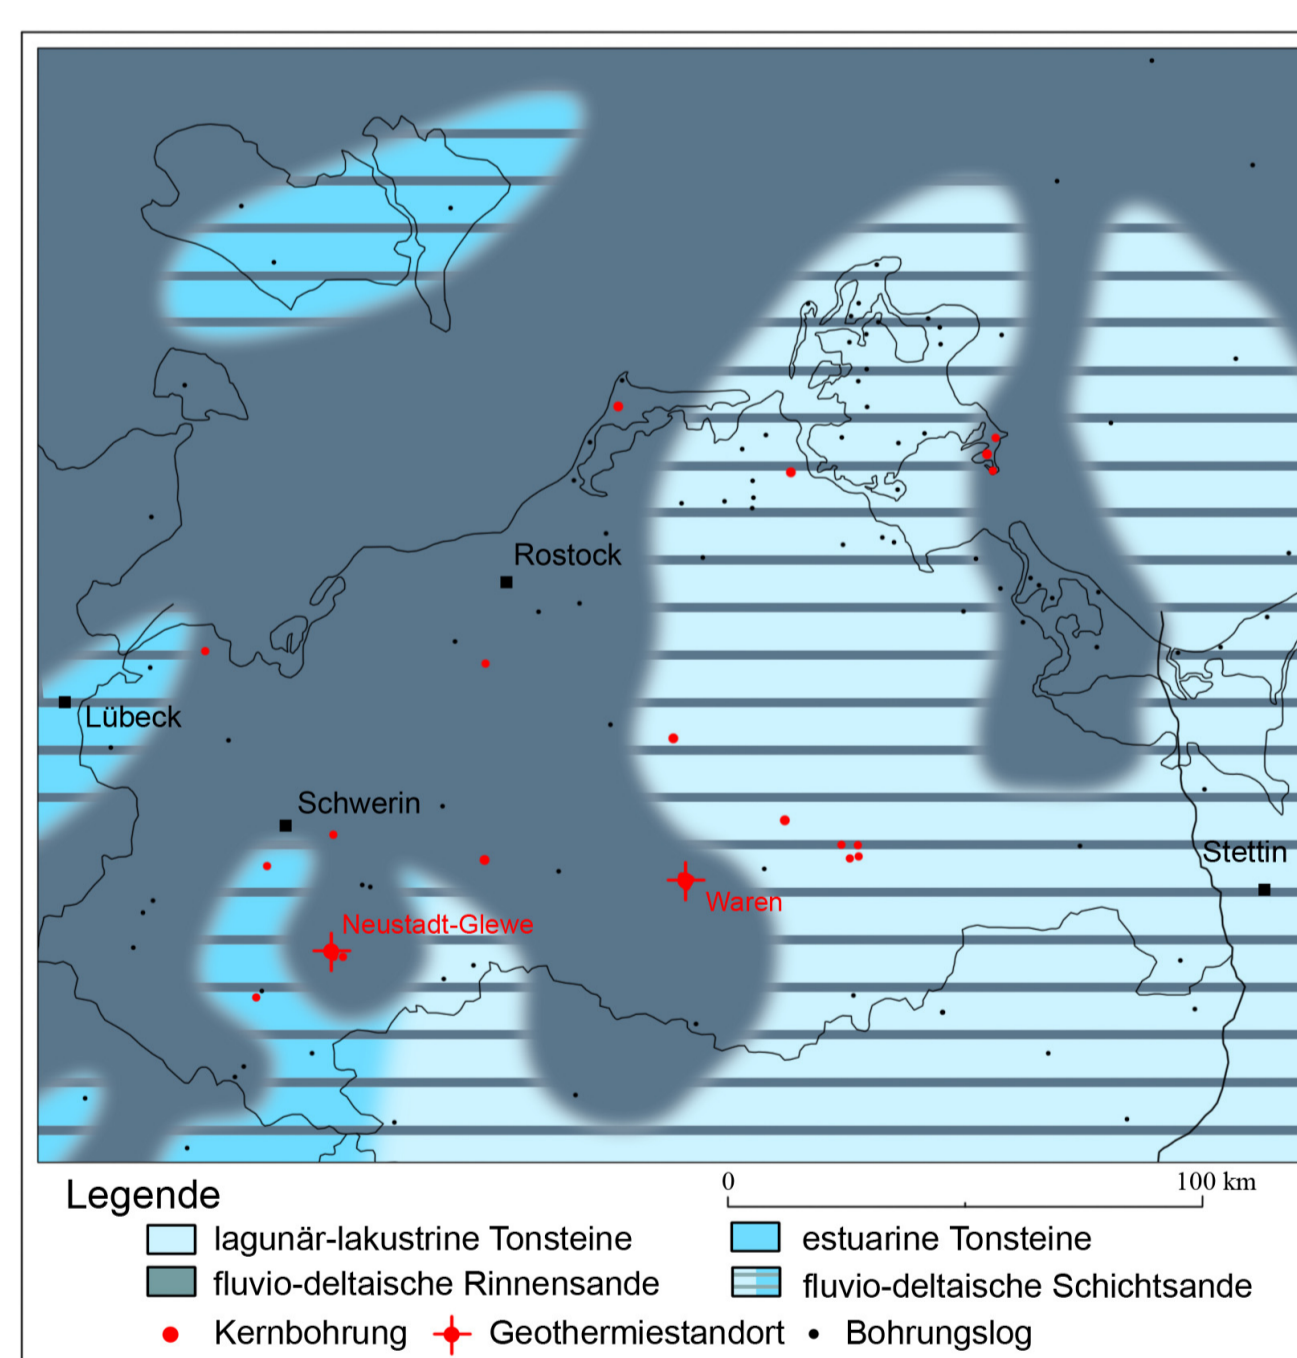 Rostock
Lübeck
Schwerin
Stettin
Waren
Neustadt-Glewe
Legende
0 100 km
lagunär-lakustrine Tonsteine estuarine Tonsteine
fluvio-deltaische Rinnensande fluvio-deltaische Schichtsande
Kernbohrung Geothermiestandort Bohrungslog